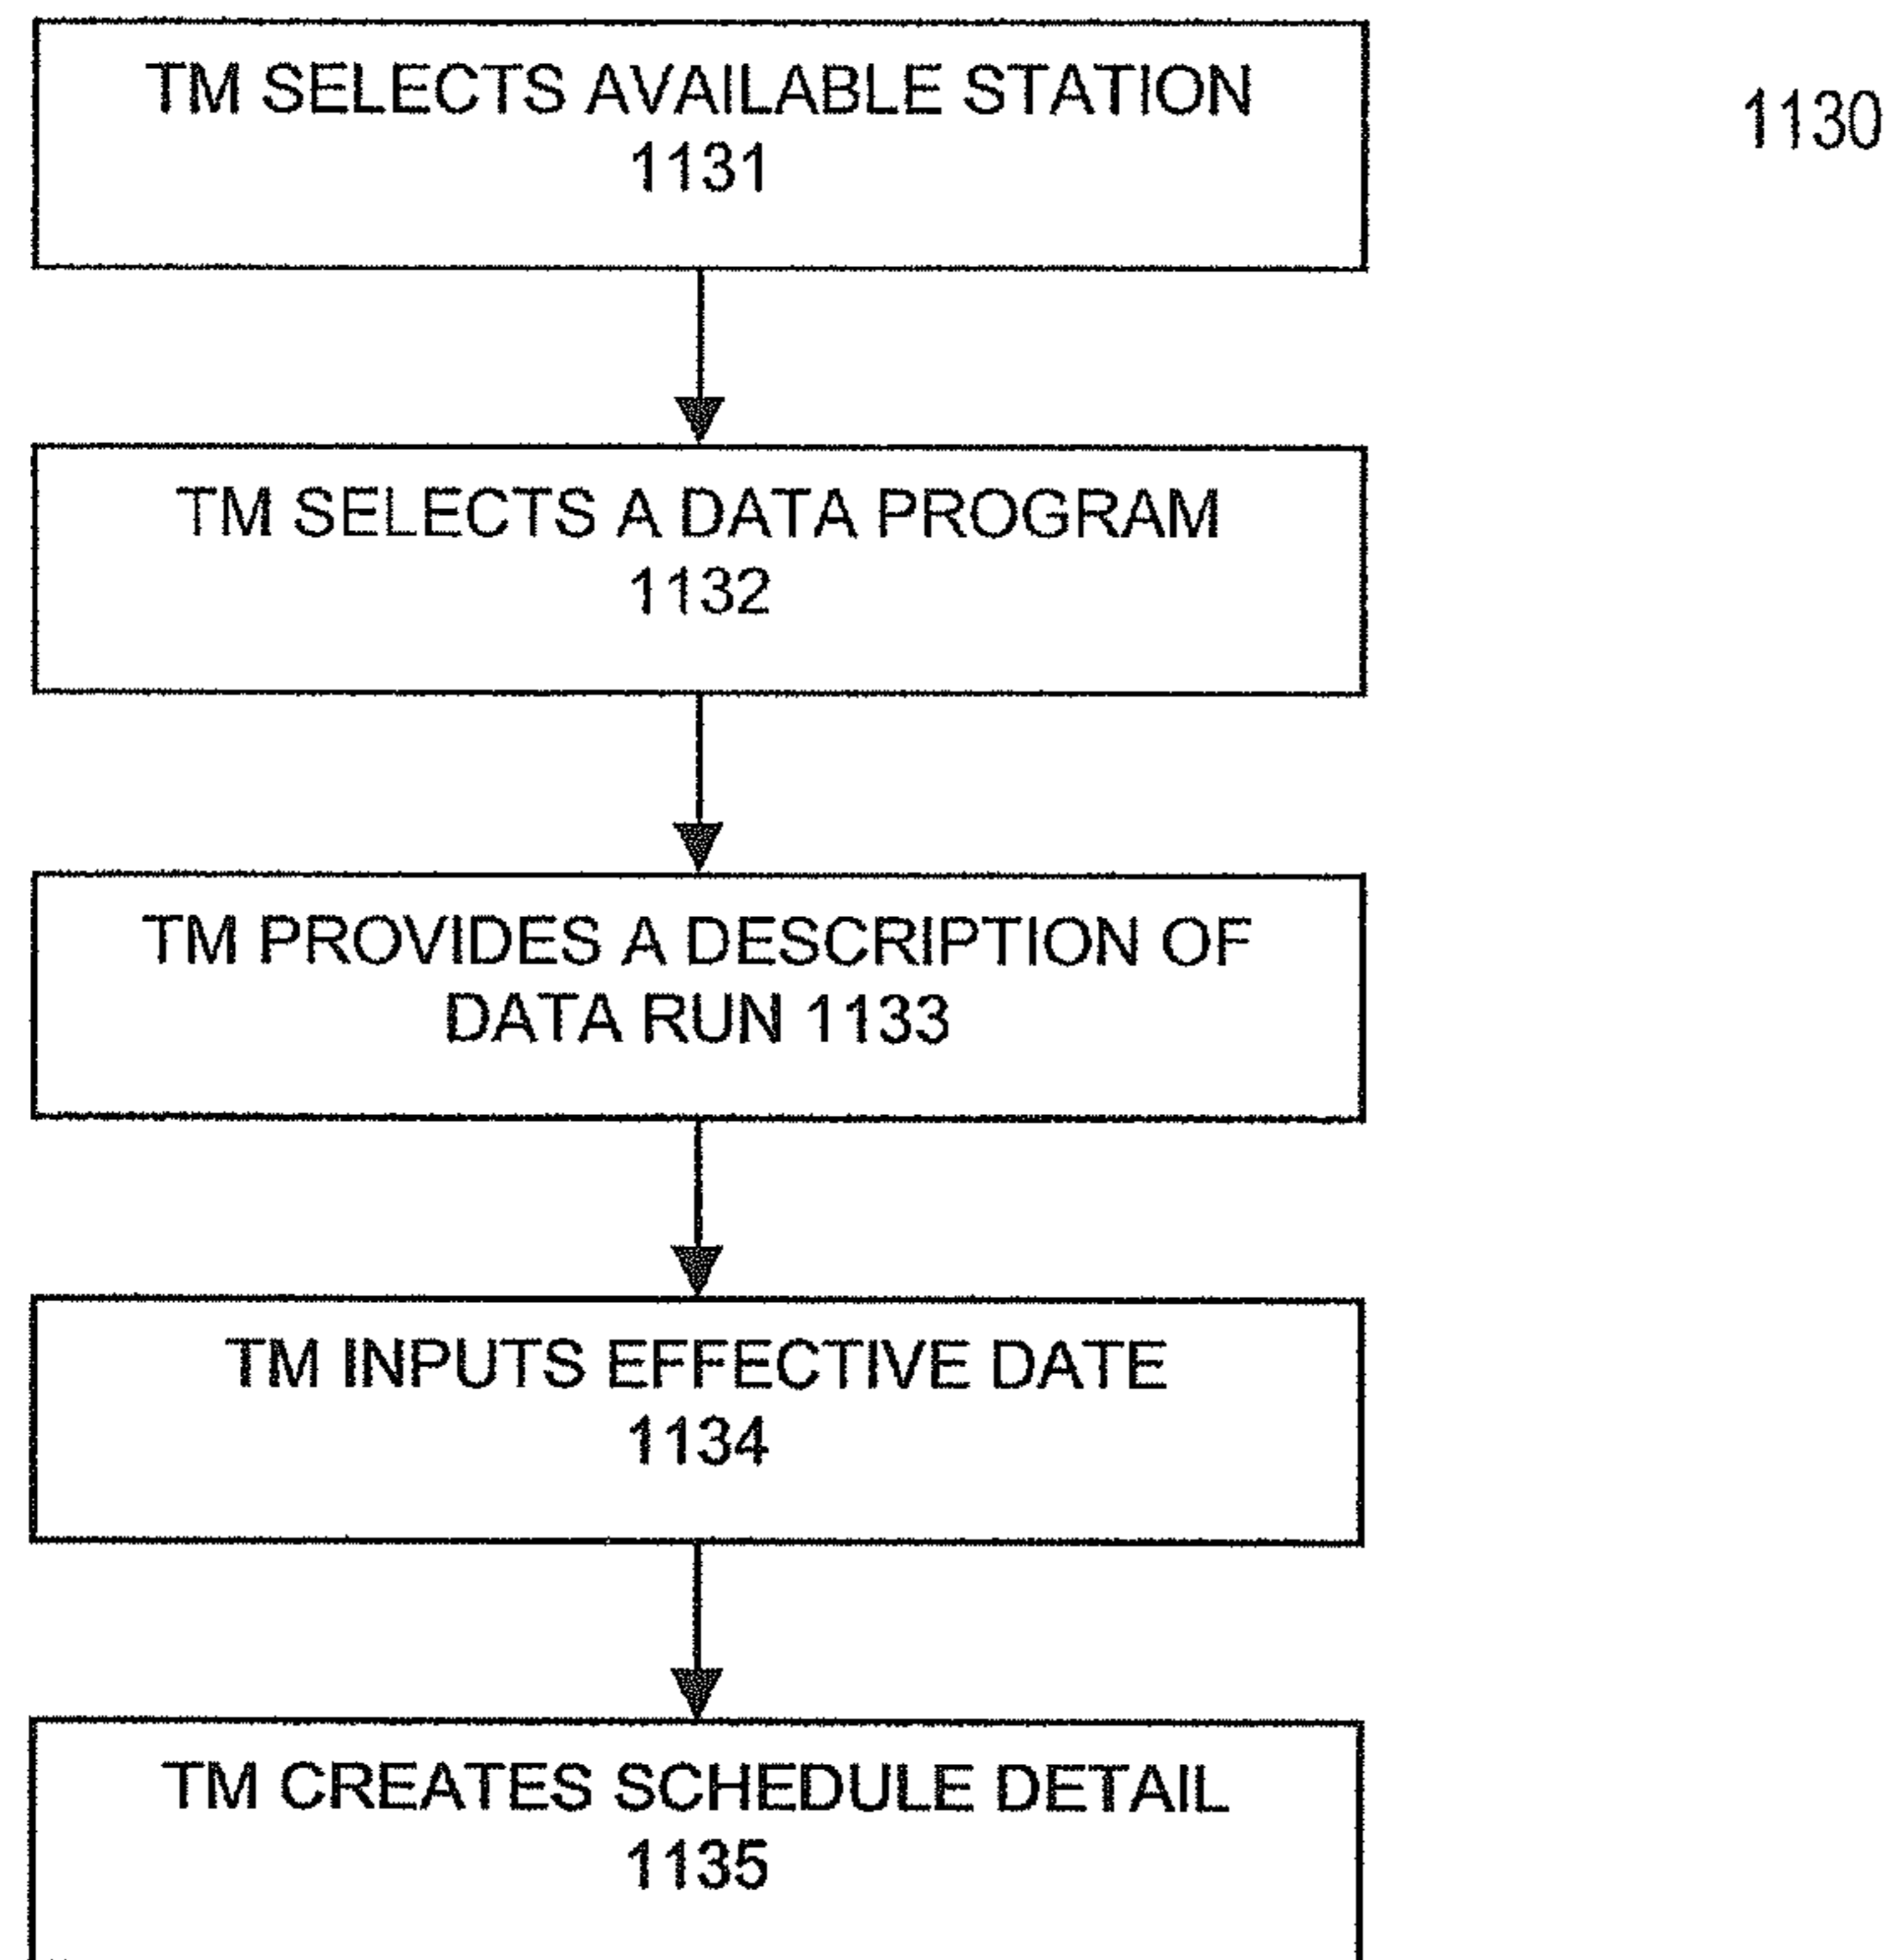 TM SELECTS AVAILABLE STATION
1131
1130
TM SELECTS A DATA PROGRAM
1132
TM PROVIDES A DESCRIPTION OF
DATA RUN 1133
TM INPUTS EFFECTIVE DATE
1134
TM CREATES SCHEDULE DETAIL
1135